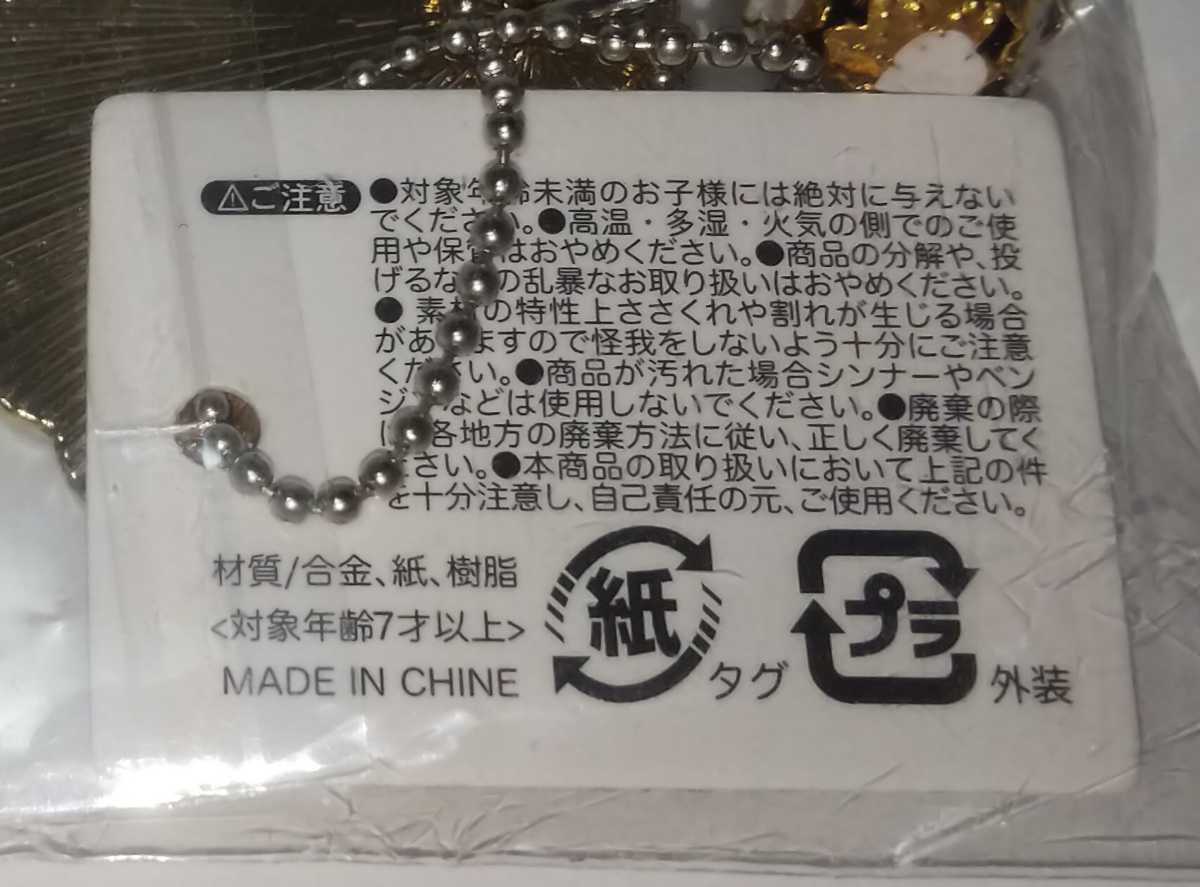 ⚠ご注意 ●対象年齢未満のお子様には絶対に与えない
でください。●高温・多湿・火気の側でのご使
用や保管はおやめください。●商品の分解や、投
げるなどの乱暴なお取り扱いはおやめください。
● 素材の特性上ささくれや割れが生じる場合
がありますので怪我をしないよう十分にご注意
ください。●商品が汚れた場合シンナーやベン
ジンなどは使用しないでください。●廃棄の際
は各地方の廃棄方法に従い、正しく廃棄してく
ださい。●本商品の取り扱いにおいて上記の件
を十分注意し、自己責任の元、ご使用ください。
材質/合金、紙、樹脂
<対象年齢7才以上>
MADE IN CHINE
紙 タグ
プラ 外装